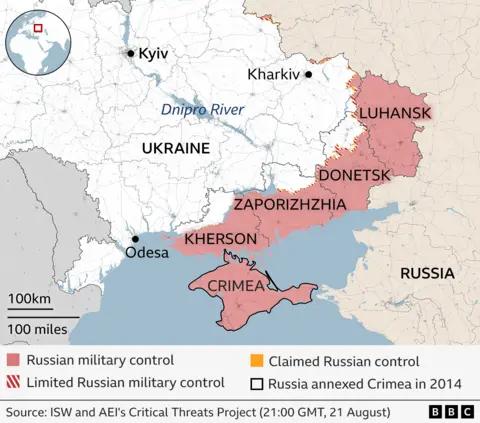 Kyiv
Kharkiv
Dnipro River
LUHANSK
UKRAINE
DONETSK
ZAPORIZHZHIA
KHERSON
Odesa
RUSSIA
CRIMEA
100km
100 miles
Russian military control
Claimed Russian control
Limited Russian military control
Russia annexed Crimea in 2014
Source: ISW and AEI's Critical Threats Project (21:00 GMT, 21 August)
BBC